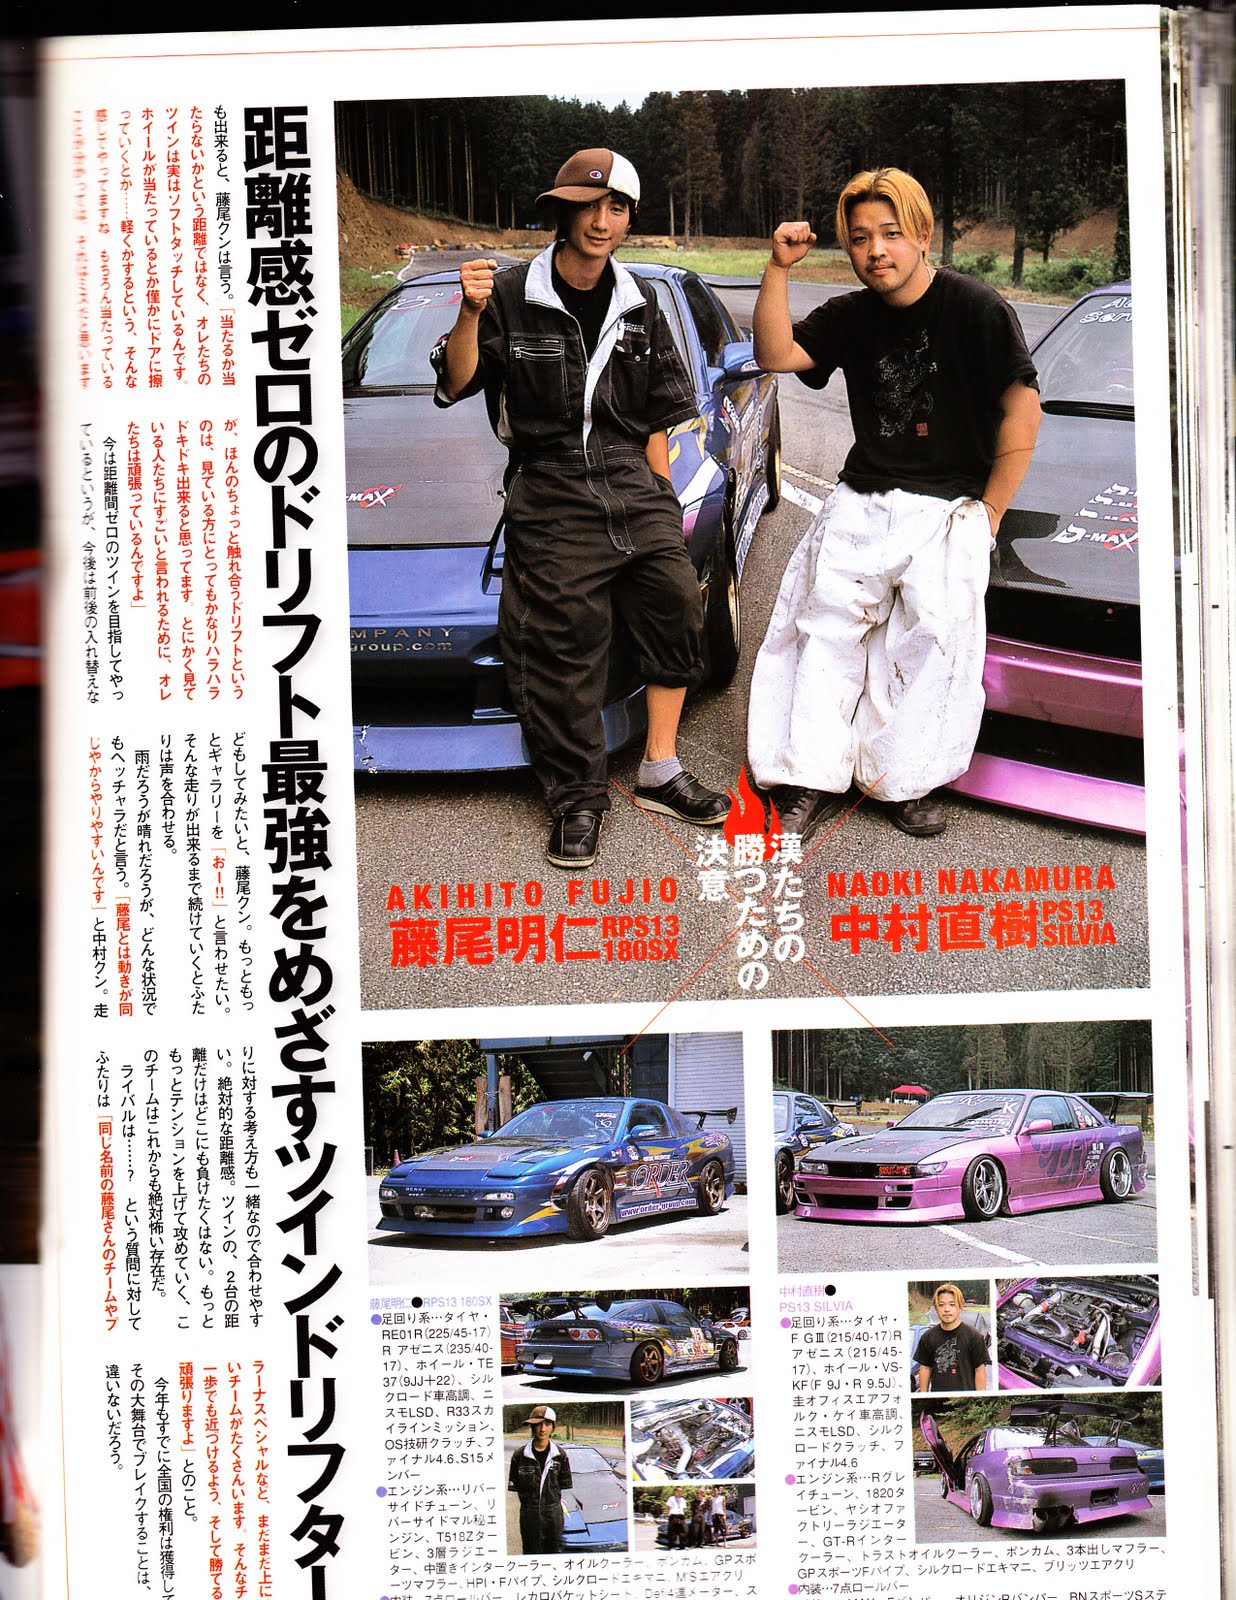 距離感ゼロのドリフト最強をめざすツインドリフター
も出来ると、藤尾クンは言う。「当たるか当
たらないかという距離ではなく、オレたちの
ツインは実はソフトタッチしているんです。
ホイールが当たっているとか僅かにドアに擦
っていくとか……軽くかするという、そんな
感じでやってますね。もちろん当たっている
ことが分かっては、それはミスだと思います
が、ほんのちょっと触れ合うドリフトという
のは、見ている方にとってもかなりハラハラ
ドキドキ出来ると思ってます。とにかく見て
いる人たちにすごいと言われるために、オレ
たちは頑張っているんですよ」
今は距離間ゼロのツインを目指してやっ
ているというが、今後は前後の入れ替えな
どもしてみたいと、藤尾クン。もっともっ
とギャラリーを「おー!!」と言わせたい。
そんな走りが出来るまで続けていくとふた
りは声を合わせる。
雨だろうが晴れだろうが、どんな状況で
もヘッチャラだと言う。「藤尾とは動きが同
じやからやりやすいんです」と中村クン。走
りに対する考え方も一緒なので合わせやす
い。絶対的な距離感。ツインの、2台の距
離だけはどこにも負けたくはない。もっと
もっとテンションを上げて攻めていく、こ
のチームはこれからも絶対怖い存在だ。
ライバルは……? という質問に対して
ふたりは「同じ名前の藤尾さんのチームやブ
ラーナスペシャルなど、まだまだ上に
いチームがたくさんいます。そんなチ
一歩でも近づけるよう、そして勝てる
頑張りますよ」とのこと。
今年もすでに全国の権利は獲得して
その大舞台でブレイクすることは、
違いないだろう。
D-MAX
MPANY
group.com
D-MAX
漢たちの
勝つための
決意
AKIHITO FUJIO
藤尾明仁 RPS13 180SX
NAOKI NAKAMURA
中村直樹 PS13 SILVIA
ORDER
www.order-group.com
藤尾明仁●RPS13 180SX
●足回り系…タイヤ・
RE01R(225/45-17)
R アゼニス(235/40-
17)、ホイール・TE
37(9JJ+22)、シル
クロード車高調、ニ
スモLSD、R33スカ
イラインミッション、
OS技研クラッチ、フ
ァイナル4.6、S15メ
ンバー
●エンジン系…リバー
サイドチューン、リ
バーサイドマル秘エ
ンジン、T518Zター
ビン、3層ラジエー
ター、中置きインタークーラー、オイルクーラー、ポンカム、GPスポ
ーツマフラー、HPI・Fパイプ、シルクロードエキマニ、M'Sエアクリ
●内装…7点ロールバー、レカロバケットシート、Defi4連メーター、ス
中村直樹●
PS13 SILVIA
●足回り系…タイヤ・
F GⅢ(215/40-17)R
アゼニス(215/45-
17)、ホイール・VS-
KF(F 9J・R 9.5J)、
圭オフィスエアフォ
ルク・ケイ車高調、
ニスモLSD、シルク
ロードクラッチ、フ
ァイナル4.6
●エンジン系…Rグレ
イチューン、1820タ
ービン、ヤシオファ
クトリーラジエータ
ー、GT-Rインター
クーラー、トラストオイルクーラー、ポンカム、3本出しマフラー、
GPスポーツFパイプ、シルクロードエキマニ、ブリッツエアクリ
●内装…7点ロールバー